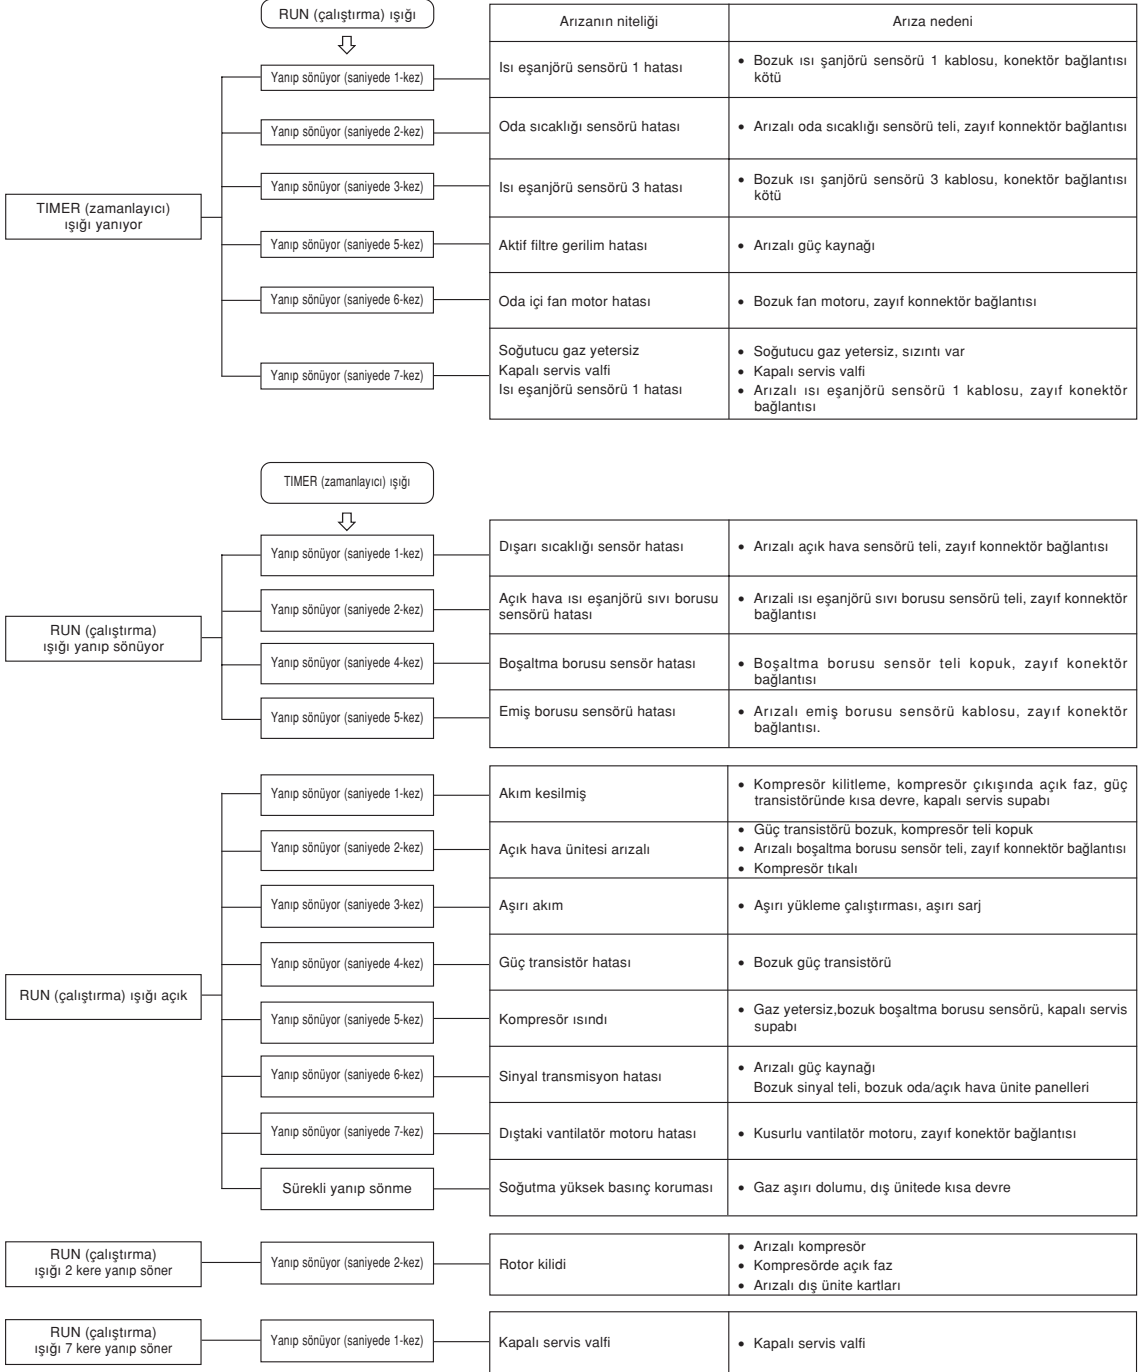 RUN (çalıştırma) ışığı
Arızanın niteliği
Arıza nedeni
TIMER (zamanlayıcı)
ışığı yanıyor
Yanıp sönüyor (saniyede 1-kez)
Isı eşanjörü sensörü 1 hatası
• Bozuk ısı şanjörü sensörü 1 kablosu, konektör bağlantısı
kötü
Yanıp sönüyor (saniyede 2-kez)
Oda sıcaklığı sensörü hatası
• Arızalı oda sıcaklığı sensörü teli, zayıf konnektör bağlantısı
Yanıp sönüyor (saniyede 3-kez)
Isı eşanjörü sensörü 3 hatası
• Bozuk ısı şanjörü sensörü 3 kablosu, konektör bağlantısı
kötü
Yanıp sönüyor (saniyede 5-kez)
Aktif filtre gerilim hatası
• Arızalı güç kaynağı
Yanıp sönüyor (saniyede 6-kez)
Oda içi fan motor hatası
• Bozuk fan motoru, zayıf konnektör bağlantısı
Yanıp sönüyor (saniyede 7-kez)
Soğutucu gaz yetersiz
Kapalı servis valfi
Isı eşanjörü sensörü 1 hatası
• Soğutucu gaz yetersiz, sızıntı var
• Kapalı servis valfi
• Arızalı ısı eşanjörü sensörü 1 kablosu, zayıf konektör
bağlantısı
TIMER (zamanlayıcı) ışığı
RUN (çalıştırma)
ışığı yanıp sönüyor
Yanıp sönüyor (saniyede 1-kez)
Dışarı sıcaklığı sensör hatası
• Arızalı açık hava sensörü teli, zayıf konnektör bağlantısı
Yanıp sönüyor (saniyede 2-kez)
Açık hava ısı eşanjörü sıvı borusu
sensörü hatası
• Arızali ısı eşanjörü sıvı borusu sensörü teli, zayıf konnektör
bağlantısı
Yanıp sönüyor (saniyede 4-kez)
Boşaltma borusu sensör hatası
• Boşaltma borusu sensör teli kopuk, zayıf konektör
bağlantısı
Yanıp sönüyor (saniyede 5-kez)
Emiş borusu sensörü hatası
• Arızalı emiş borusu sensörü kablosu, zayıf konektör
bağlantısı.
RUN (çalıştırma) ışığı açık
Yanıp sönüyor (saniyede 1-kez)
Akım kesilmiş
• Kompresör kilitleme, kompresör çıkışında açık faz, güç
transistöründe kısa devre, kapalı servis supabı
Yanıp sönüyor (saniyede 2-kez)
Açık hava ünitesi arızalı
• Güç transistörü bozuk, kompresör teli kopuk
• Arızalı boşaltma borusu sensör teli, zayıf konnektör bağlantısı
• Kompresör tıkalı
Yanıp sönüyor (saniyede 3-kez)
Aşırı akım
• Aşırı yükleme çalıştırması, aşırı sarj
Yanıp sönüyor (saniyede 4-kez)
Güç transistör hatası
• Bozuk güç transistörü
Yanıp sönüyor (saniyede 5-kez)
Kompresör ısındı
• Gaz yetersiz,bozuk boşaltma borusu sensörü, kapalı servis
supabı
Yanıp sönüyor (saniyede 6-kez)
Sinyal transmisyon hatası
• Arızalı güç kaynağı
Bozuk sinyal teli, bozuk oda/açık hava ünite panelleri
Yanıp sönüyor (saniyede 7-kez)
Dıştaki vantilatör motoru hatası
• Kusurlu vantilatör motoru, zayıf konektör bağlantısı
Sürekli yanıp sönme
Soğutma yüksek basınç koruması
• Gaz aşırı dolumu, dış ünitede kısa devre
RUN (çalıştırma)
ışığı 2 kere yanıp söner
Yanıp sönüyor (saniyede 2-kez)
Rotor kilidi
• Arızalı kompresör
• Kompresörde açık faz
• Arızalı dış ünite kartları
RUN (çalıştırma)
ışığı 7 kere yanıp söner
Yanıp sönüyor (saniyede 1-kez)
Kapalı servis valfi
• Kapalı servis valfi